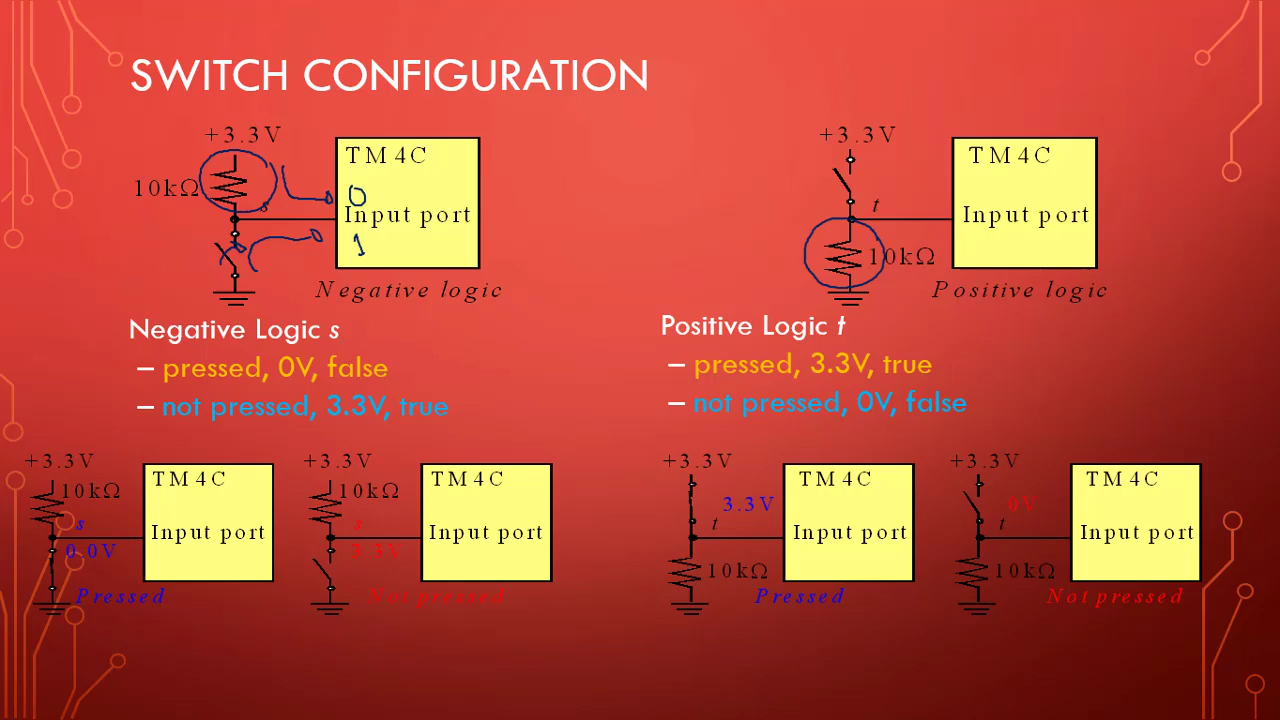 SWITCH CONFIGURATION
+3.3V
TM4C
10kΩ
0
s
Input port
1
Negative logic
+3.3V
TM4C
t
Input port
10kΩ
Positive logic
Negative Logic s
– pressed, 0V, false
– not pressed, 3.3V, true
Positive Logic t
– pressed, 3.3V, true
– not pressed, 0V, false
+3.3V
TM4C
10kΩ
s
Input port
0.0V
Pressed
+3.3V
TM4C
10kΩ
s
Input port
3.3V
Not pressed
+3.3V
TM4C
3.3V
t
Input port
10kΩ
Pressed
+3.3V
TM4C
0V
t
Input port
10kΩ
Not pressed